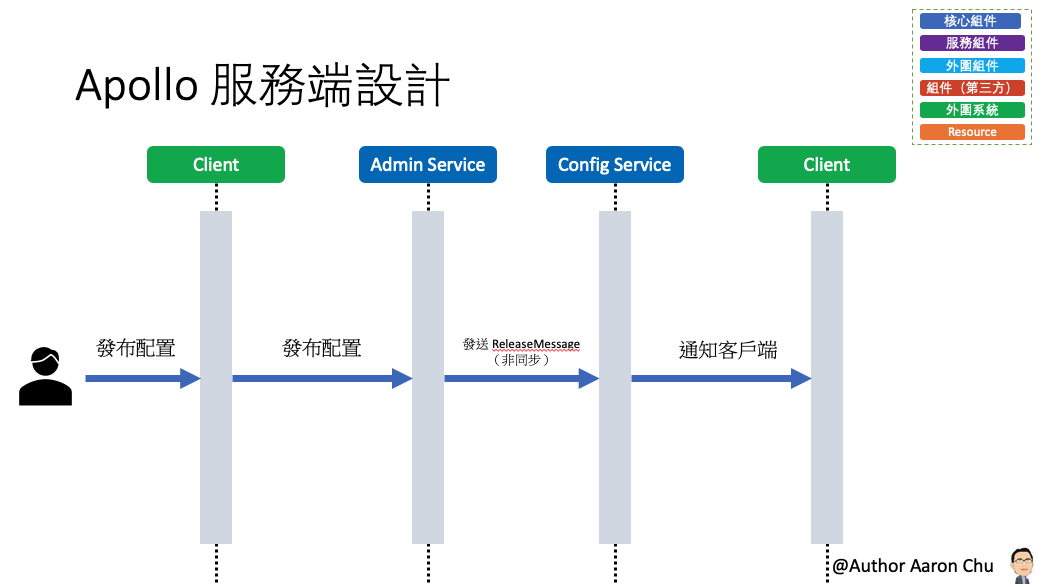 核心組件
服務組件
外圍組件
組件（第三方）
外圍系統
Resource
Apollo 服務端設計
Client
Admin Service
Config Service
Client
發布配置
發布配置
發送 ReleaseMessage
（非同步）
通知客戶端
@Author Aaron Chu